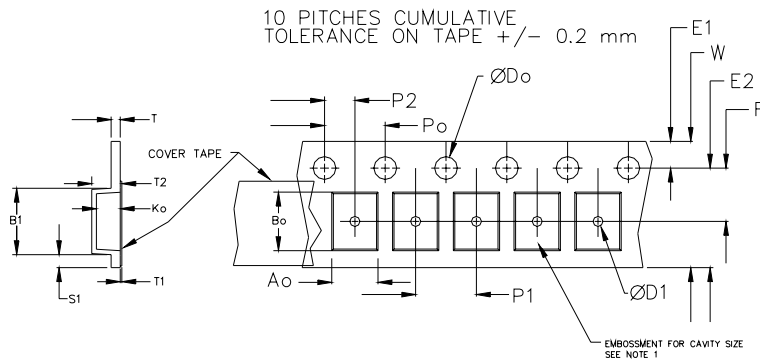 10 PITCHES CUMULATIVE
TOLERANCE ON TAPE +/- 0.2 mm
E1
W
ØDo
E2
P2
F
T
Po
COVER TAPE
T2
B1
Ko
Bo
S1
T1
Ao
P1
ØD1
EMBOSSMENT FOR CAVITY SIZE
SEE NOTE 1